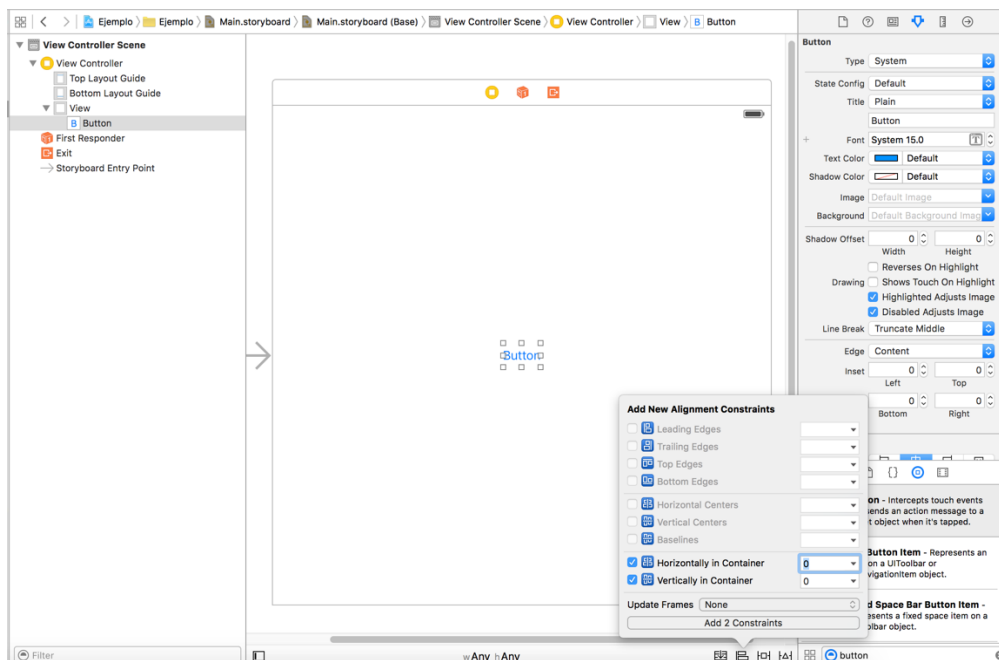 Ejemplo Ejemplo Main.storyboard Main.storyboard (Base) View Controller Scene View Controller View B Button
View Controller Scene
View Controller
Top Layout Guide
Bottom Layout Guide
View
B Button
First Responder
Exit
Storyboard Entry Point
Filter
Button
wAny hAny
Add New Alignment Constraints
Leading Edges
Trailing Edges
Top Edges
Bottom Edges
Horizontal Centers
Vertical Centers
Baselines
Horizontally in Container 0
Vertically in Container 0
Update Frames None
Add 2 Constraints
Button
Type System
State Config Default
Title Plain
Button
Font System 15.0 T
Text Color Default
Shadow Color Default
Image Default Image
Background Default Background Imag
Shadow Offset 0 0
Width Height
Reverses On Highlight
Drawing Shows Touch On Highlight
Highlighted Adjusts Image
Disabled Adjusts Image
Line Break Truncate Middle
Edge Content
Inset 0 0
Left Top
0 0
Bottom Right
{}
on - Intercepts touch events
ends an action message to a
t object when it's tapped.
Button Item - Represents an
on a UIToolbar or
vigationItem object.
d Space Bar Button Item -
esents a fixed space item on a
olbar object.
button